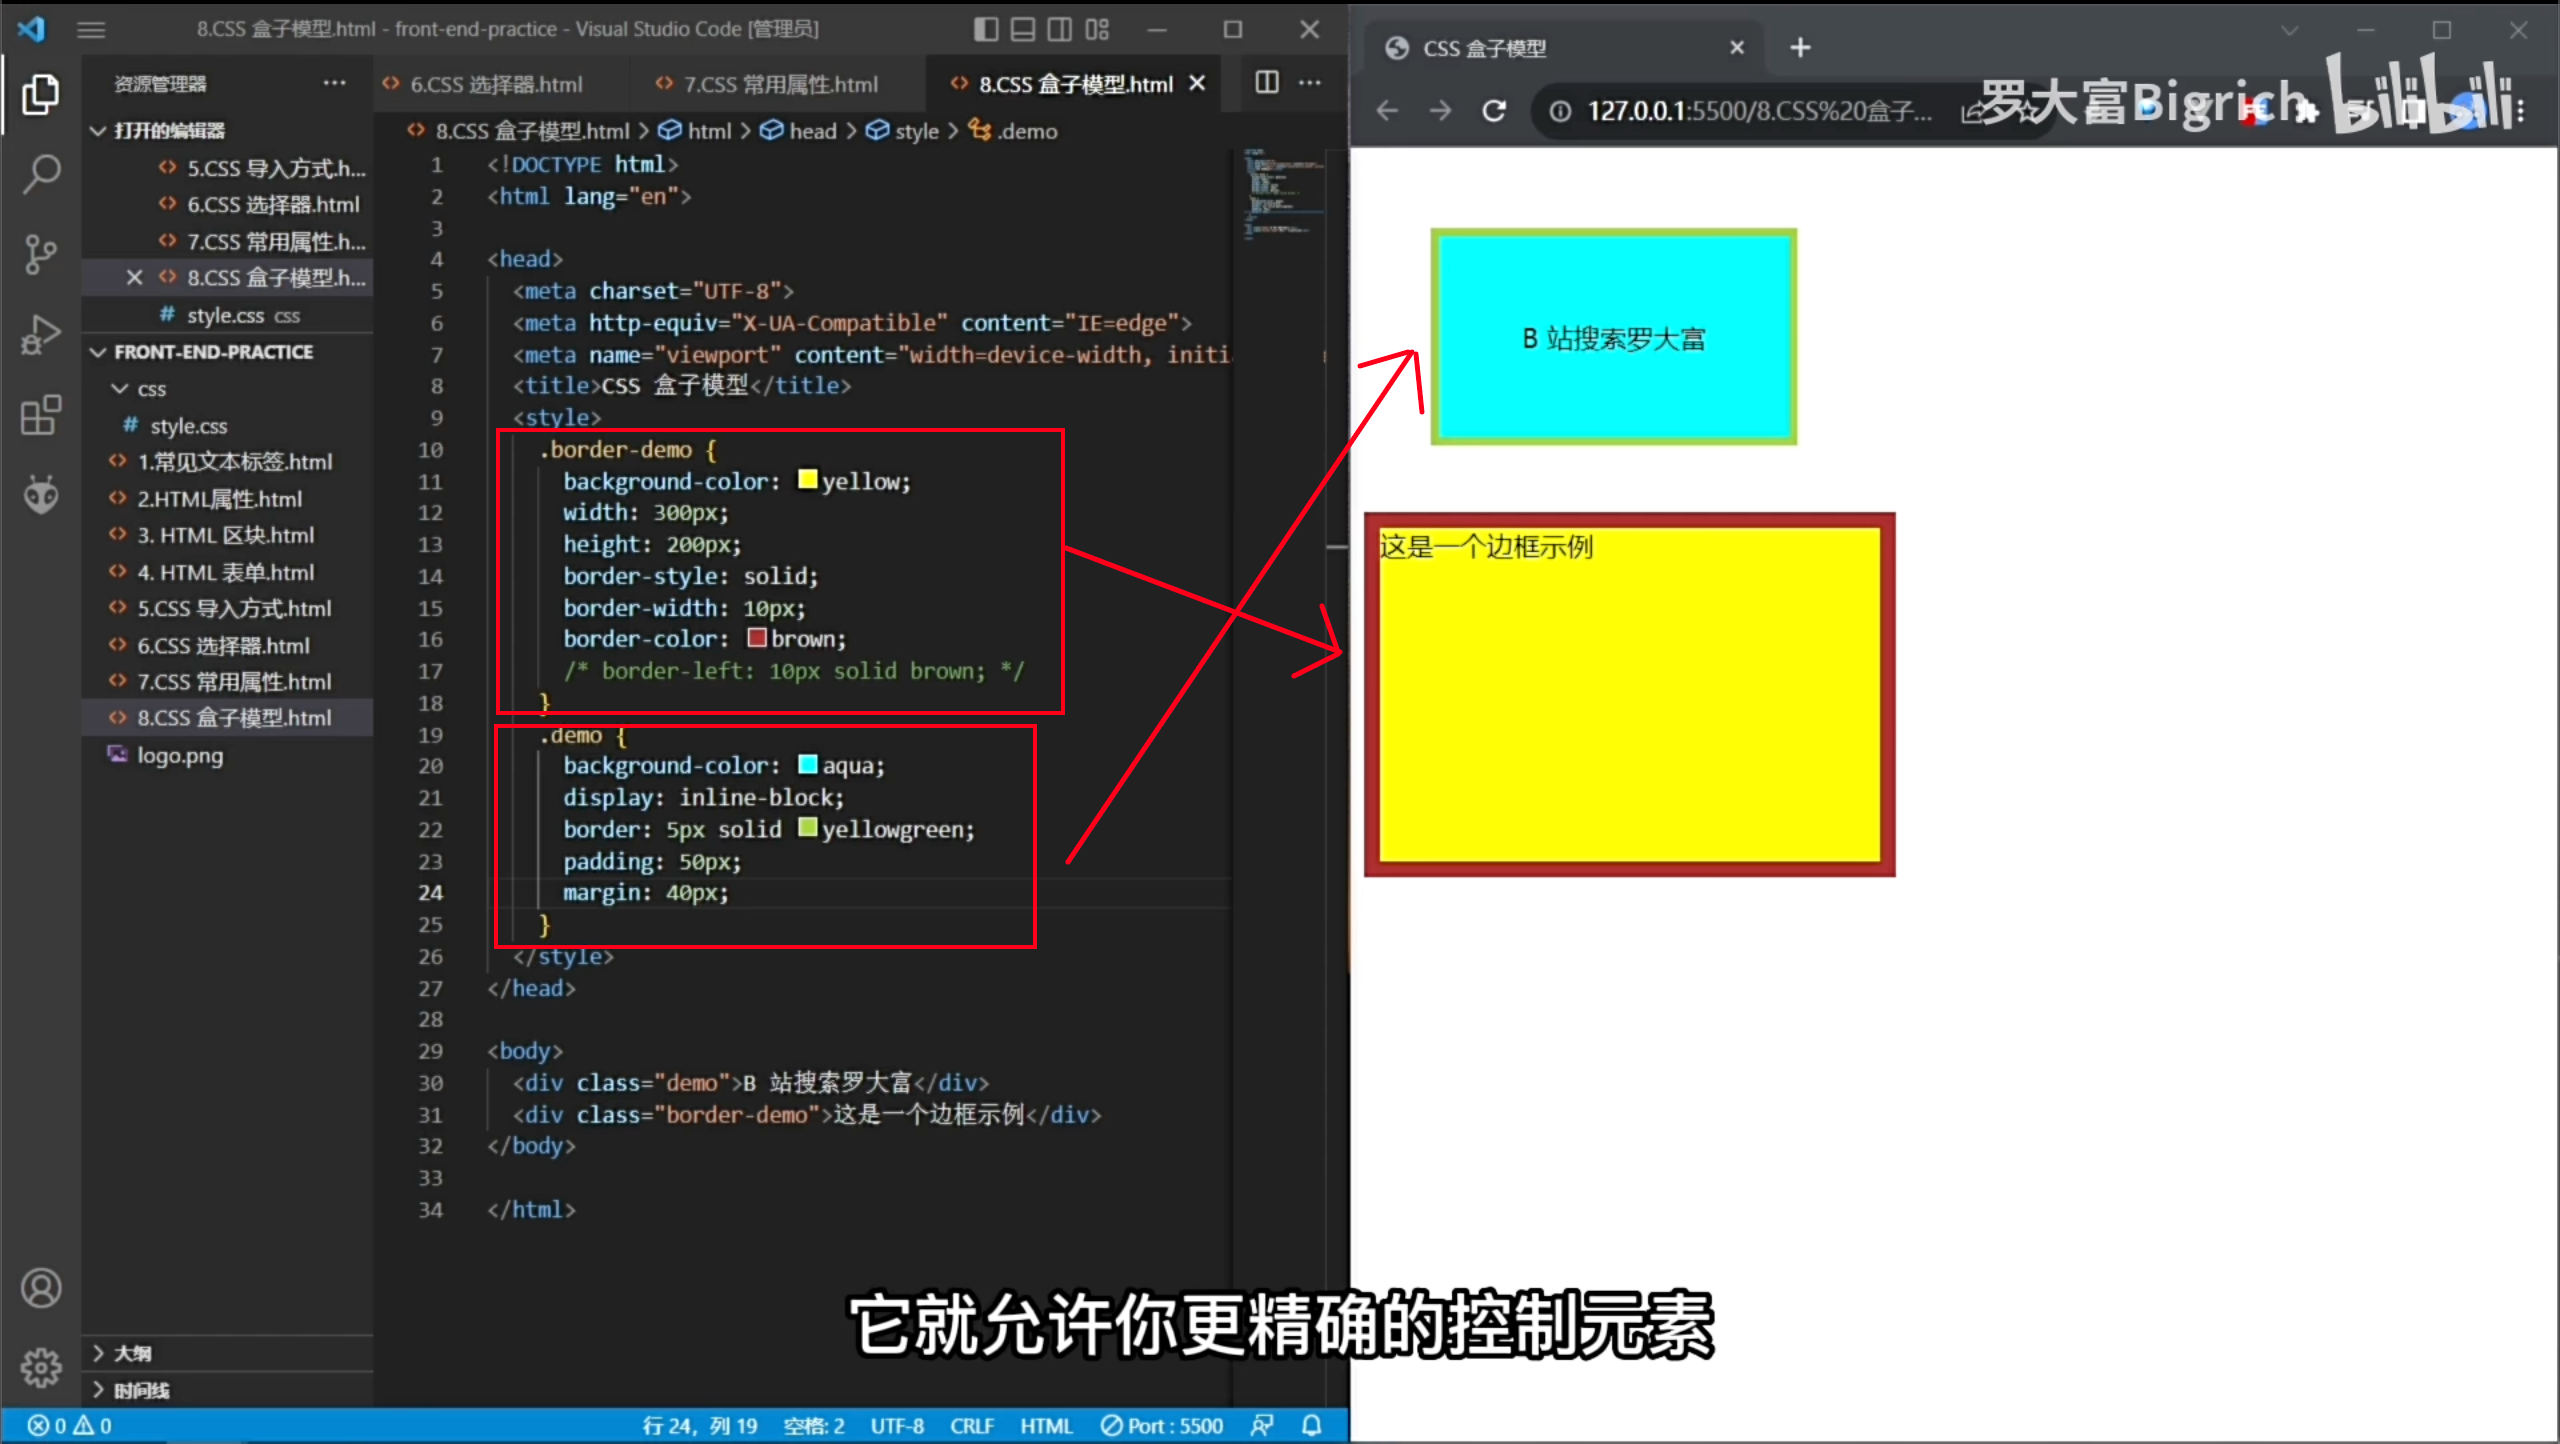 8.CSS 盒子模型.html - front-end-practice - Visual Studio Code [管理员]
资源管理器
6.CSS 选择器.html
7.CSS 常用属性.html
8.CSS 盒子模型.html
打开的编辑器
5.CSS 导入方式.h...
6.CSS 选择器.html
7.CSS 常用属性.h...
8.CSS 盒子模型.h...
style.css css
FRONT-END-PRACTICE
css
style.css
1.常见文本标签.html
2.HTML属性.html
3. HTML 区块.html
4. HTML 表单.html
5.CSS 导入方式.html
6.CSS 选择器.html
7.CSS 常用属性.html
8.CSS 盒子模型.html
logo.png
大纲
时间线
8.CSS 盒子模型.html > html > head > style > .demo
1 <!DOCTYPE html>
2 <html lang="en">
3
4 <head>
5 <meta charset="UTF-8">
6 <meta http-equiv="X-UA-Compatible" content="IE=edge">
7 <meta name="viewport" content="width=device-width, initi
8 <title>CSS 盒子模型</title>
9 <style>
10 .border-demo {
11 background-color: yellow;
12 width: 300px;
13 height: 200px;
14 border-style: solid;
15 border-width: 10px;
16 border-color: brown;
17 /* border-left: 10px solid brown; */
18 }
19 .demo {
20 background-color: aqua;
21 display: inline-block;
22 border: 5px solid yellowgreen;
23 padding: 50px;
24 margin: 40px;
25 }
26 </style>
27 </head>
28
29 <body>
30 <div class="demo">B 站搜索罗大富</div>
31 <div class="border-demo">这是一个边框示例</div>
32 </body>
33
34 </html>
0 0
行 24，列 19
空格: 2
UTF-8
CRLF
HTML
Port : 5500
CSS 盒子模型
127.0.0.1:5500/8.CSS%20盒子...
罗大富Bigrich
bilibili
B 站搜索罗大富
这是一个边框示例
它就允许你更精确的控制元素